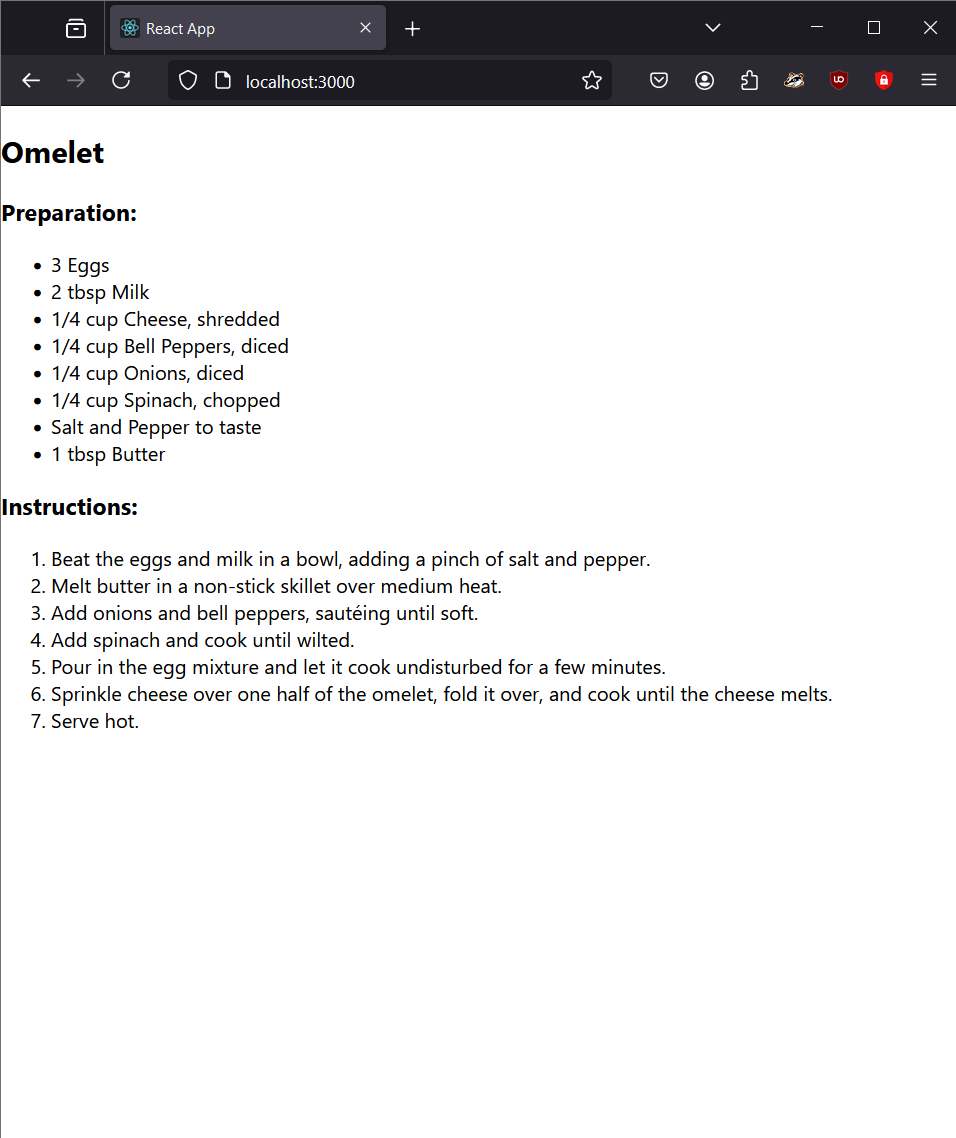 React App
localhost:3000
Omelet
Preparation:
• 3 Eggs
• 2 tbsp Milk
• 1/4 cup Cheese, shredded
• 1/4 cup Bell Peppers, diced
• 1/4 cup Onions, diced
• 1/4 cup Spinach, chopped
• Salt and Pepper to taste
• 1 tbsp Butter
Instructions:
1. Beat the eggs and milk in a bowl, adding a pinch of salt and pepper.
2. Melt butter in a non-stick skillet over medium heat.
3. Add onions and bell peppers, sautéing until soft.
4. Add spinach and cook until wilted.
5. Pour in the egg mixture and let it cook undisturbed for a few minutes.
6. Sprinkle cheese over one half of the omelet, fold it over, and cook until the cheese melts.
7. Serve hot.